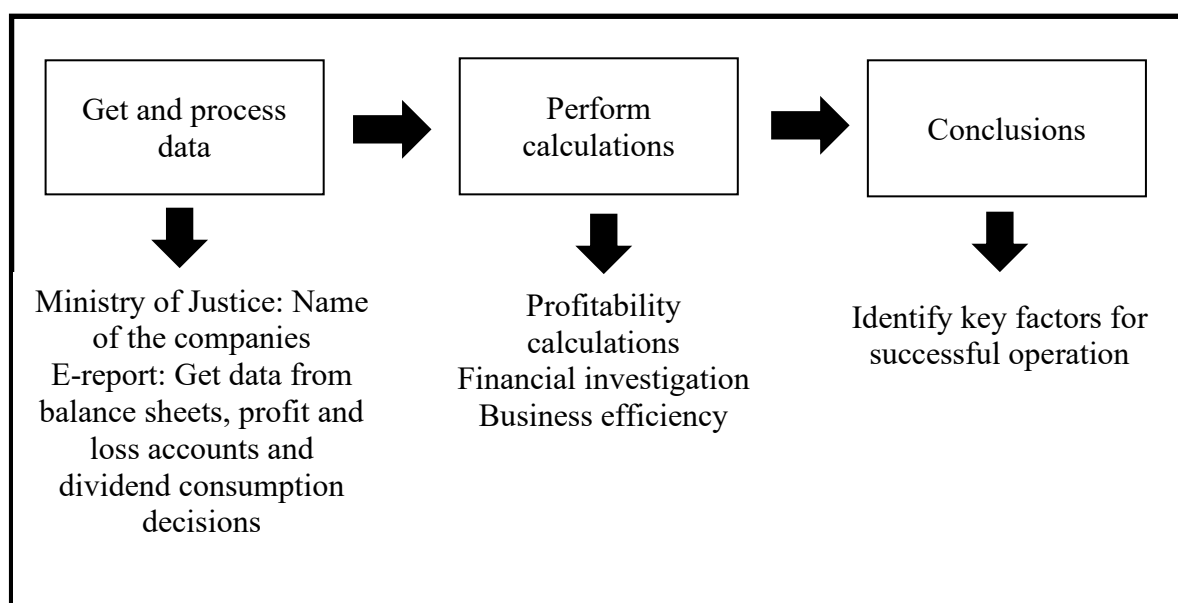 Get and process
data
Perform
calculations
Conclusions
Ministry of Justice: Name
of the companies
E-report: Get data from
balance sheets, profit and
loss accounts and
dividend consumption
decisions
Profitability
calculations
Financial investigation
Business efficiency
Identify key factors for
successful operation